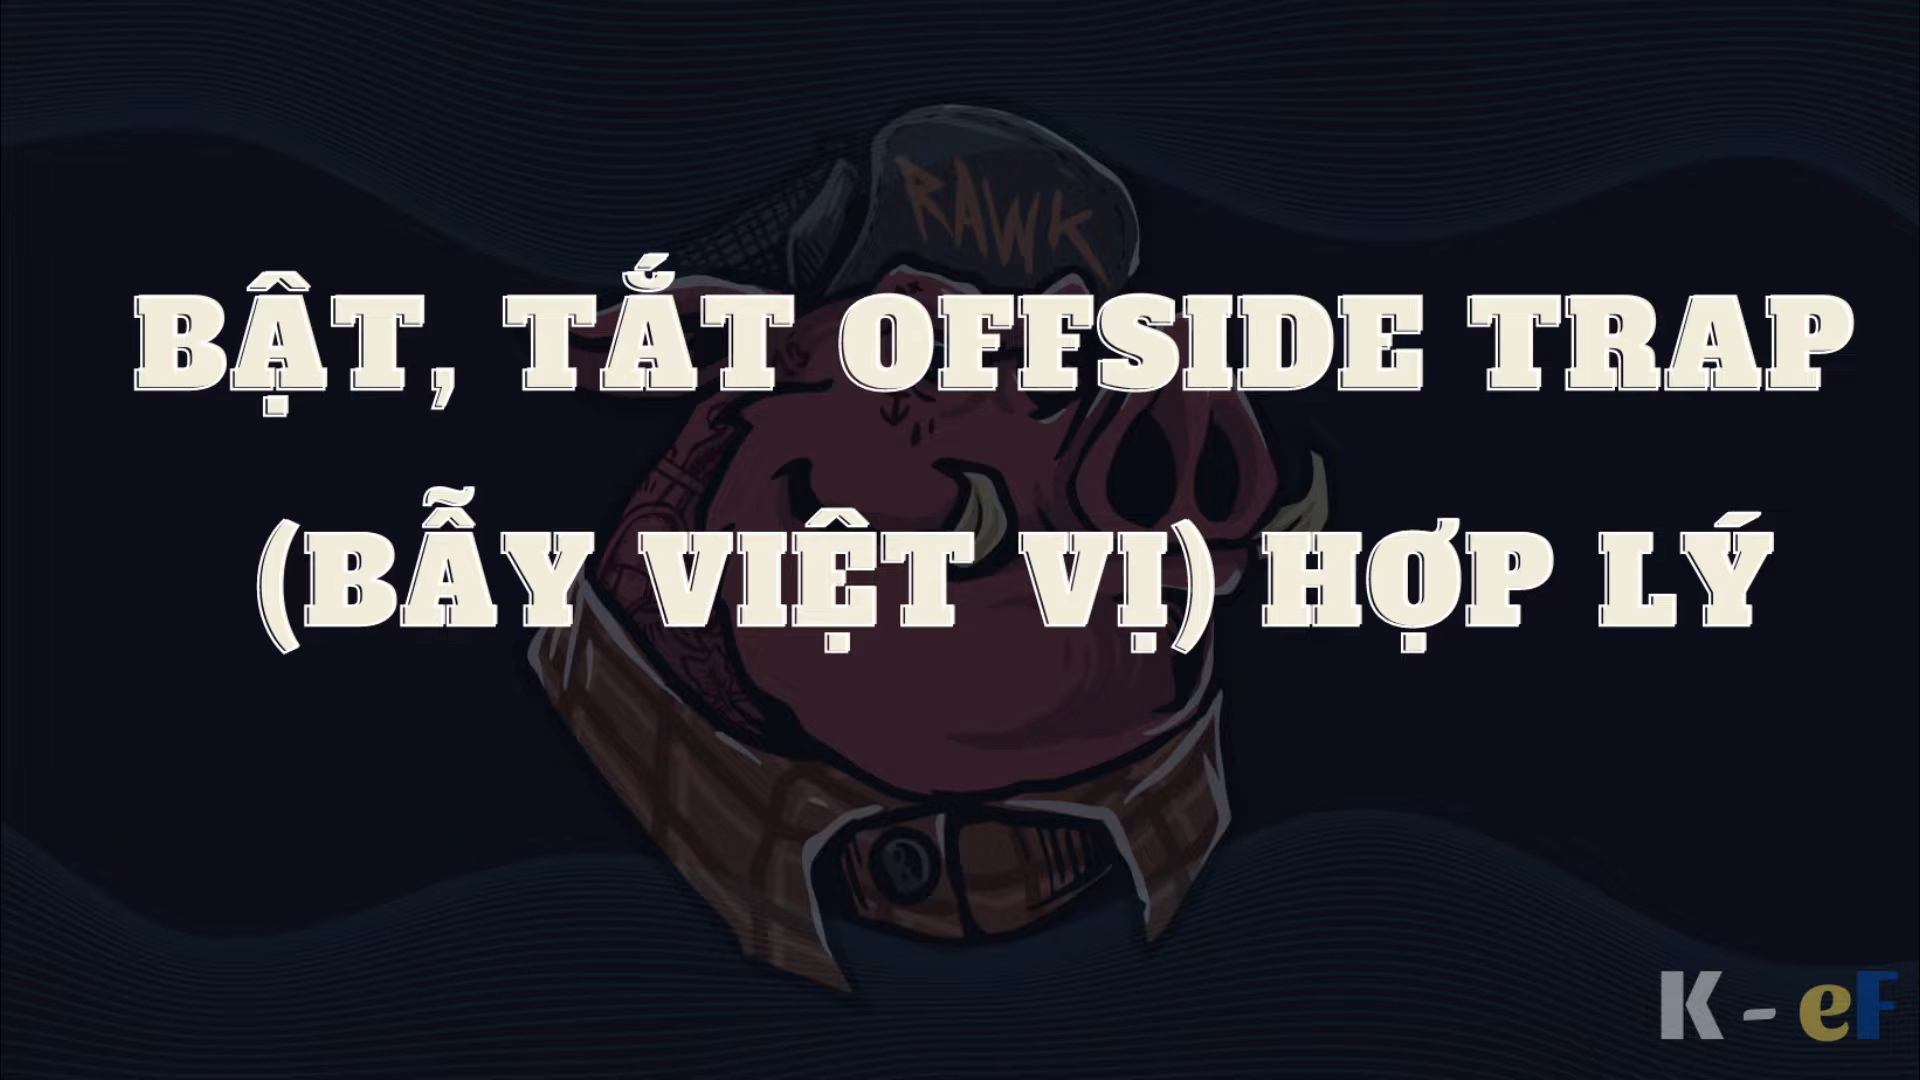 RAWK
BẬT, TẮT OFFSIDE TRAP
(BẪY VIỆT VỊ) HỢP LÝ
K - eF